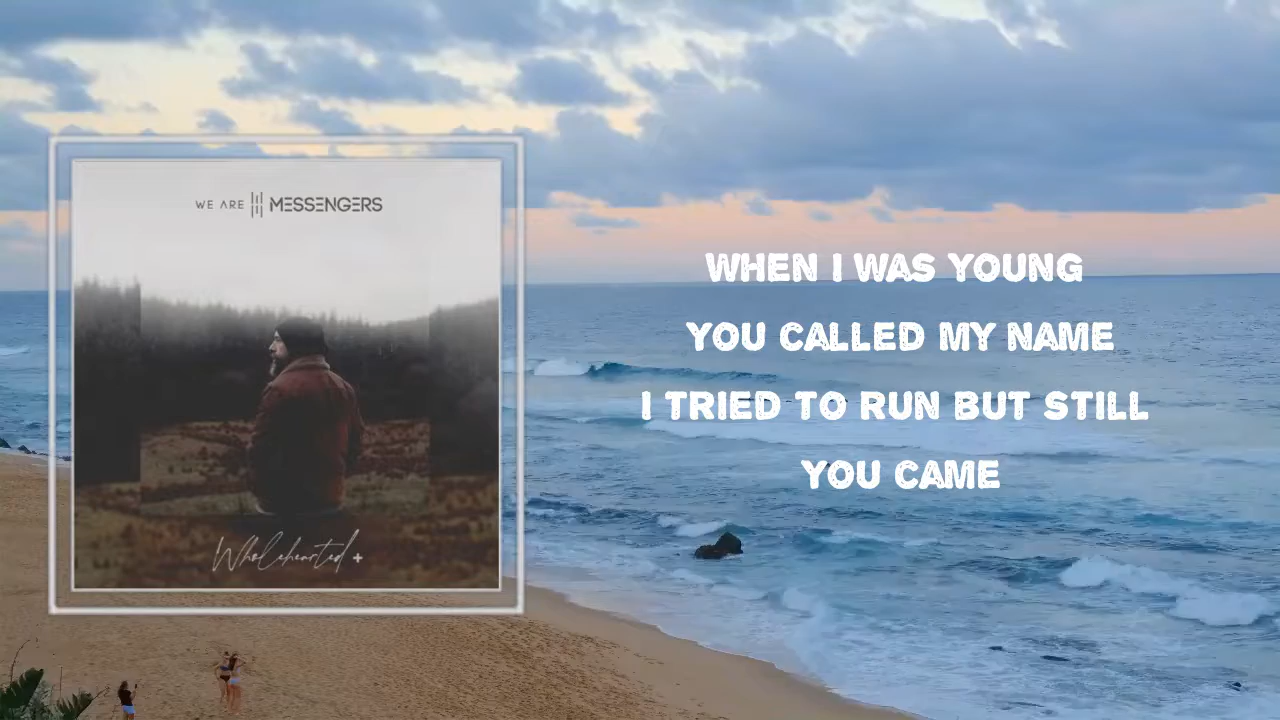 WE ARE MESSENGERS
Wholehearted +
WHEN I WAS YOUNG
YOU CALLED MY NAME
I TRIED TO RUN BUT STILL
YOU CAME